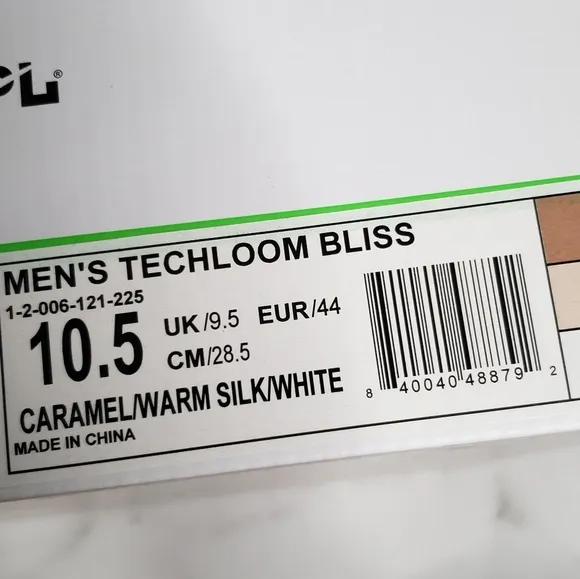 MEN'S TECHLOOM BLISS
1-2-006-121-225
10.5 UK/9.5 EUR/44
CM/28.5
CARAMEL/WARM SILK/WHITE
MADE IN CHINA
8 40040 48879 2